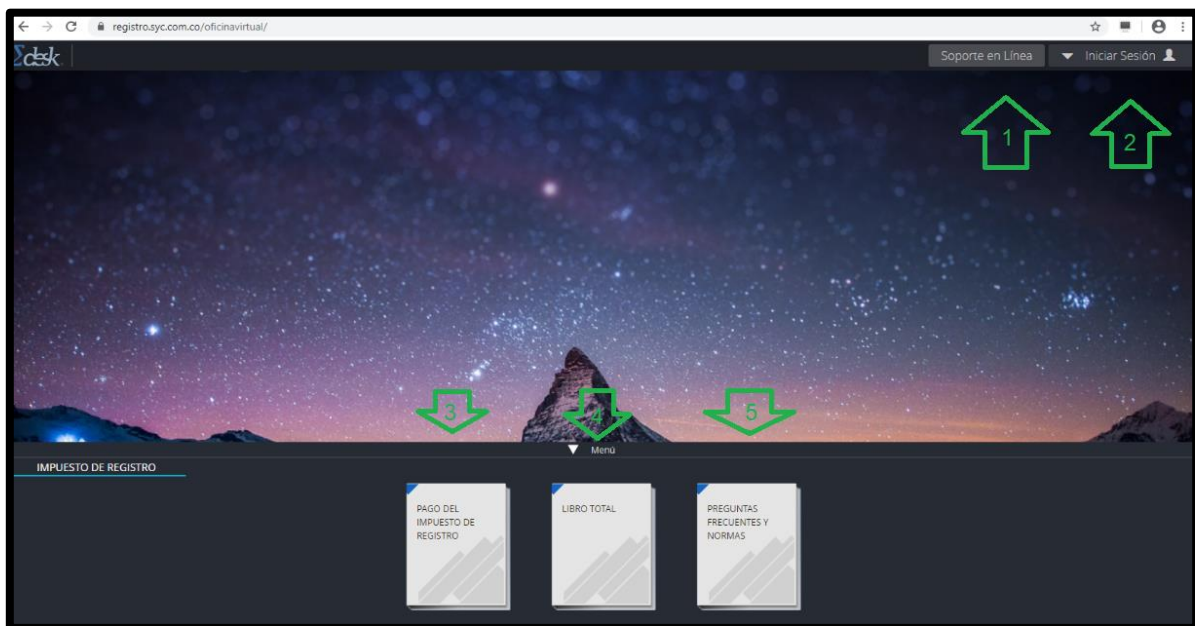 registro.syc.com.co/oficinavirtual/
Σdesk
Soporte en Línea
Iniciar Sesión
1
2
3
4
5
Menú
IMPUESTO DE REGISTRO
PAGO DEL
IMPUESTO DE
REGISTRO
LIBRO TOTAL
PREGUNTAS
FRECUENTES Y
NORMAS